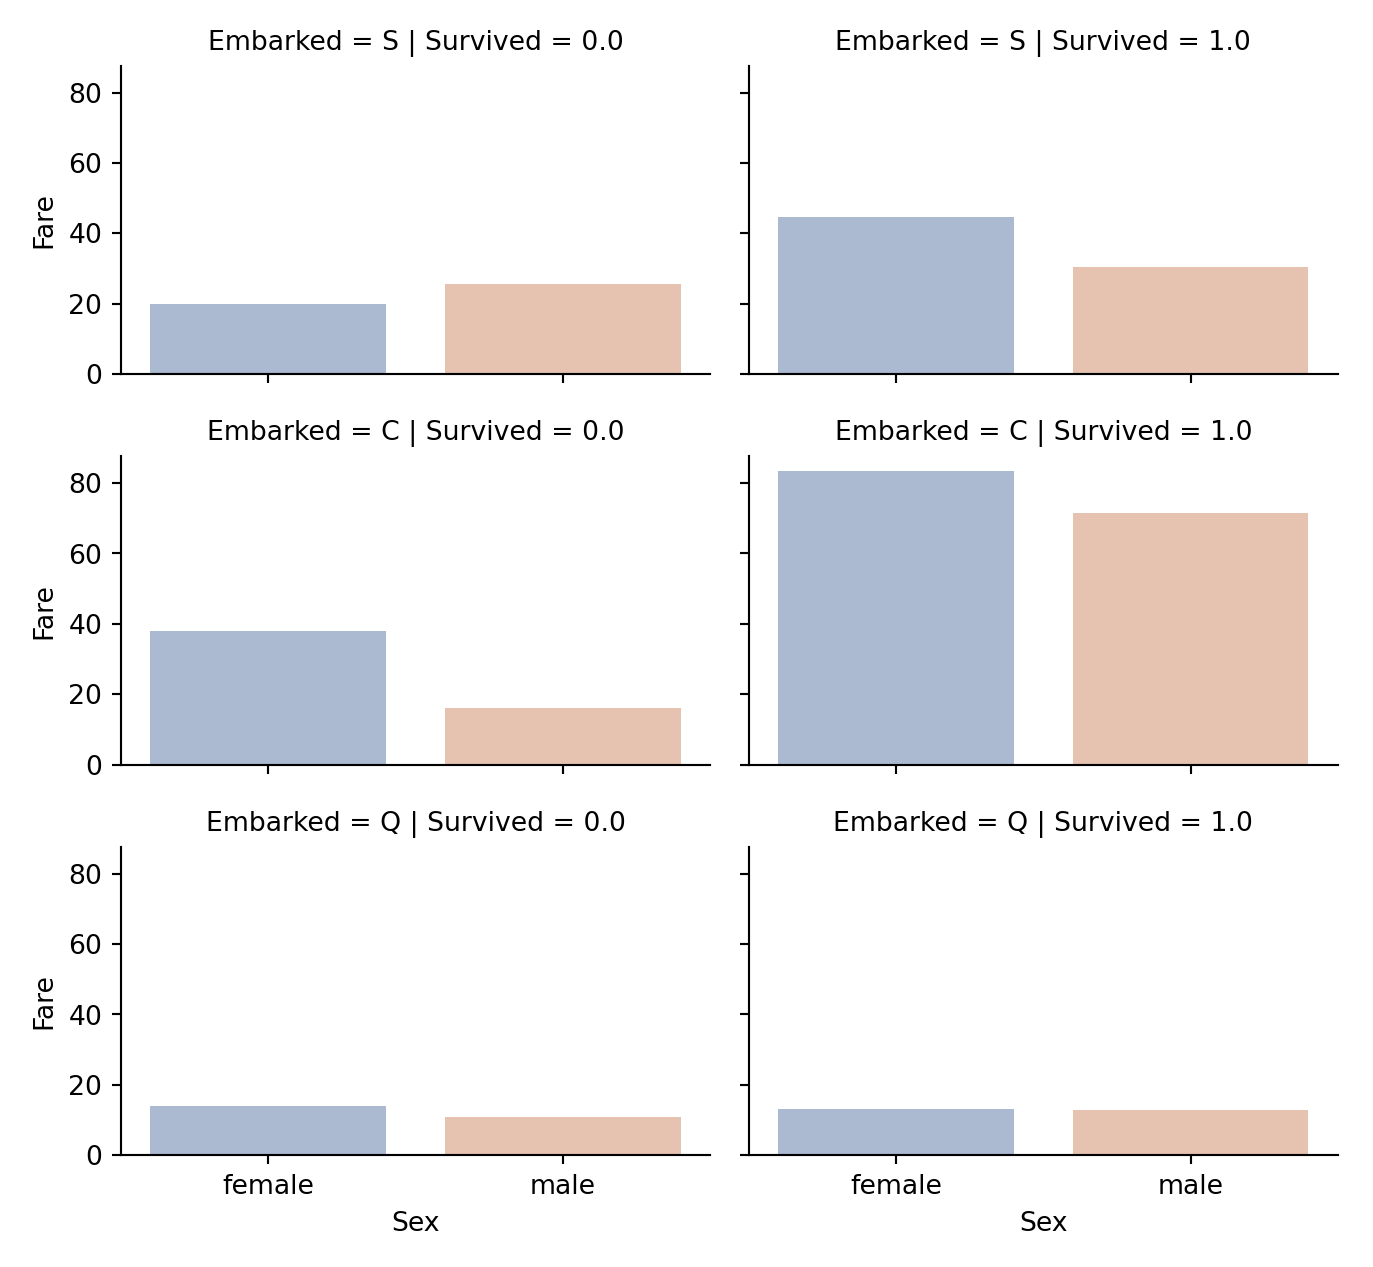 Embarked = S | Survived = 0.0
Embarked = S | Survived = 1.0
80
60
40
20
0
Fare
Embarked = C | Survived = 0.0
Embarked = C | Survived = 1.0
80
60
40
20
0
Fare
Embarked = Q | Survived = 0.0
Embarked = Q | Survived = 1.0
80
60
40
20
0
Fare
female male
Sex
female male
Sex